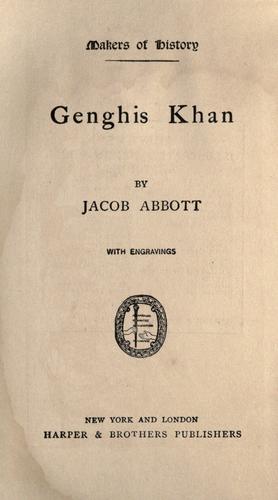 Makers of History
Genghis Khan
BY
JACOB ABBOTT
WITH ENGRAVINGS
NEW YORK AND LONDON
HARPER & BROTHERS PUBLISHERS